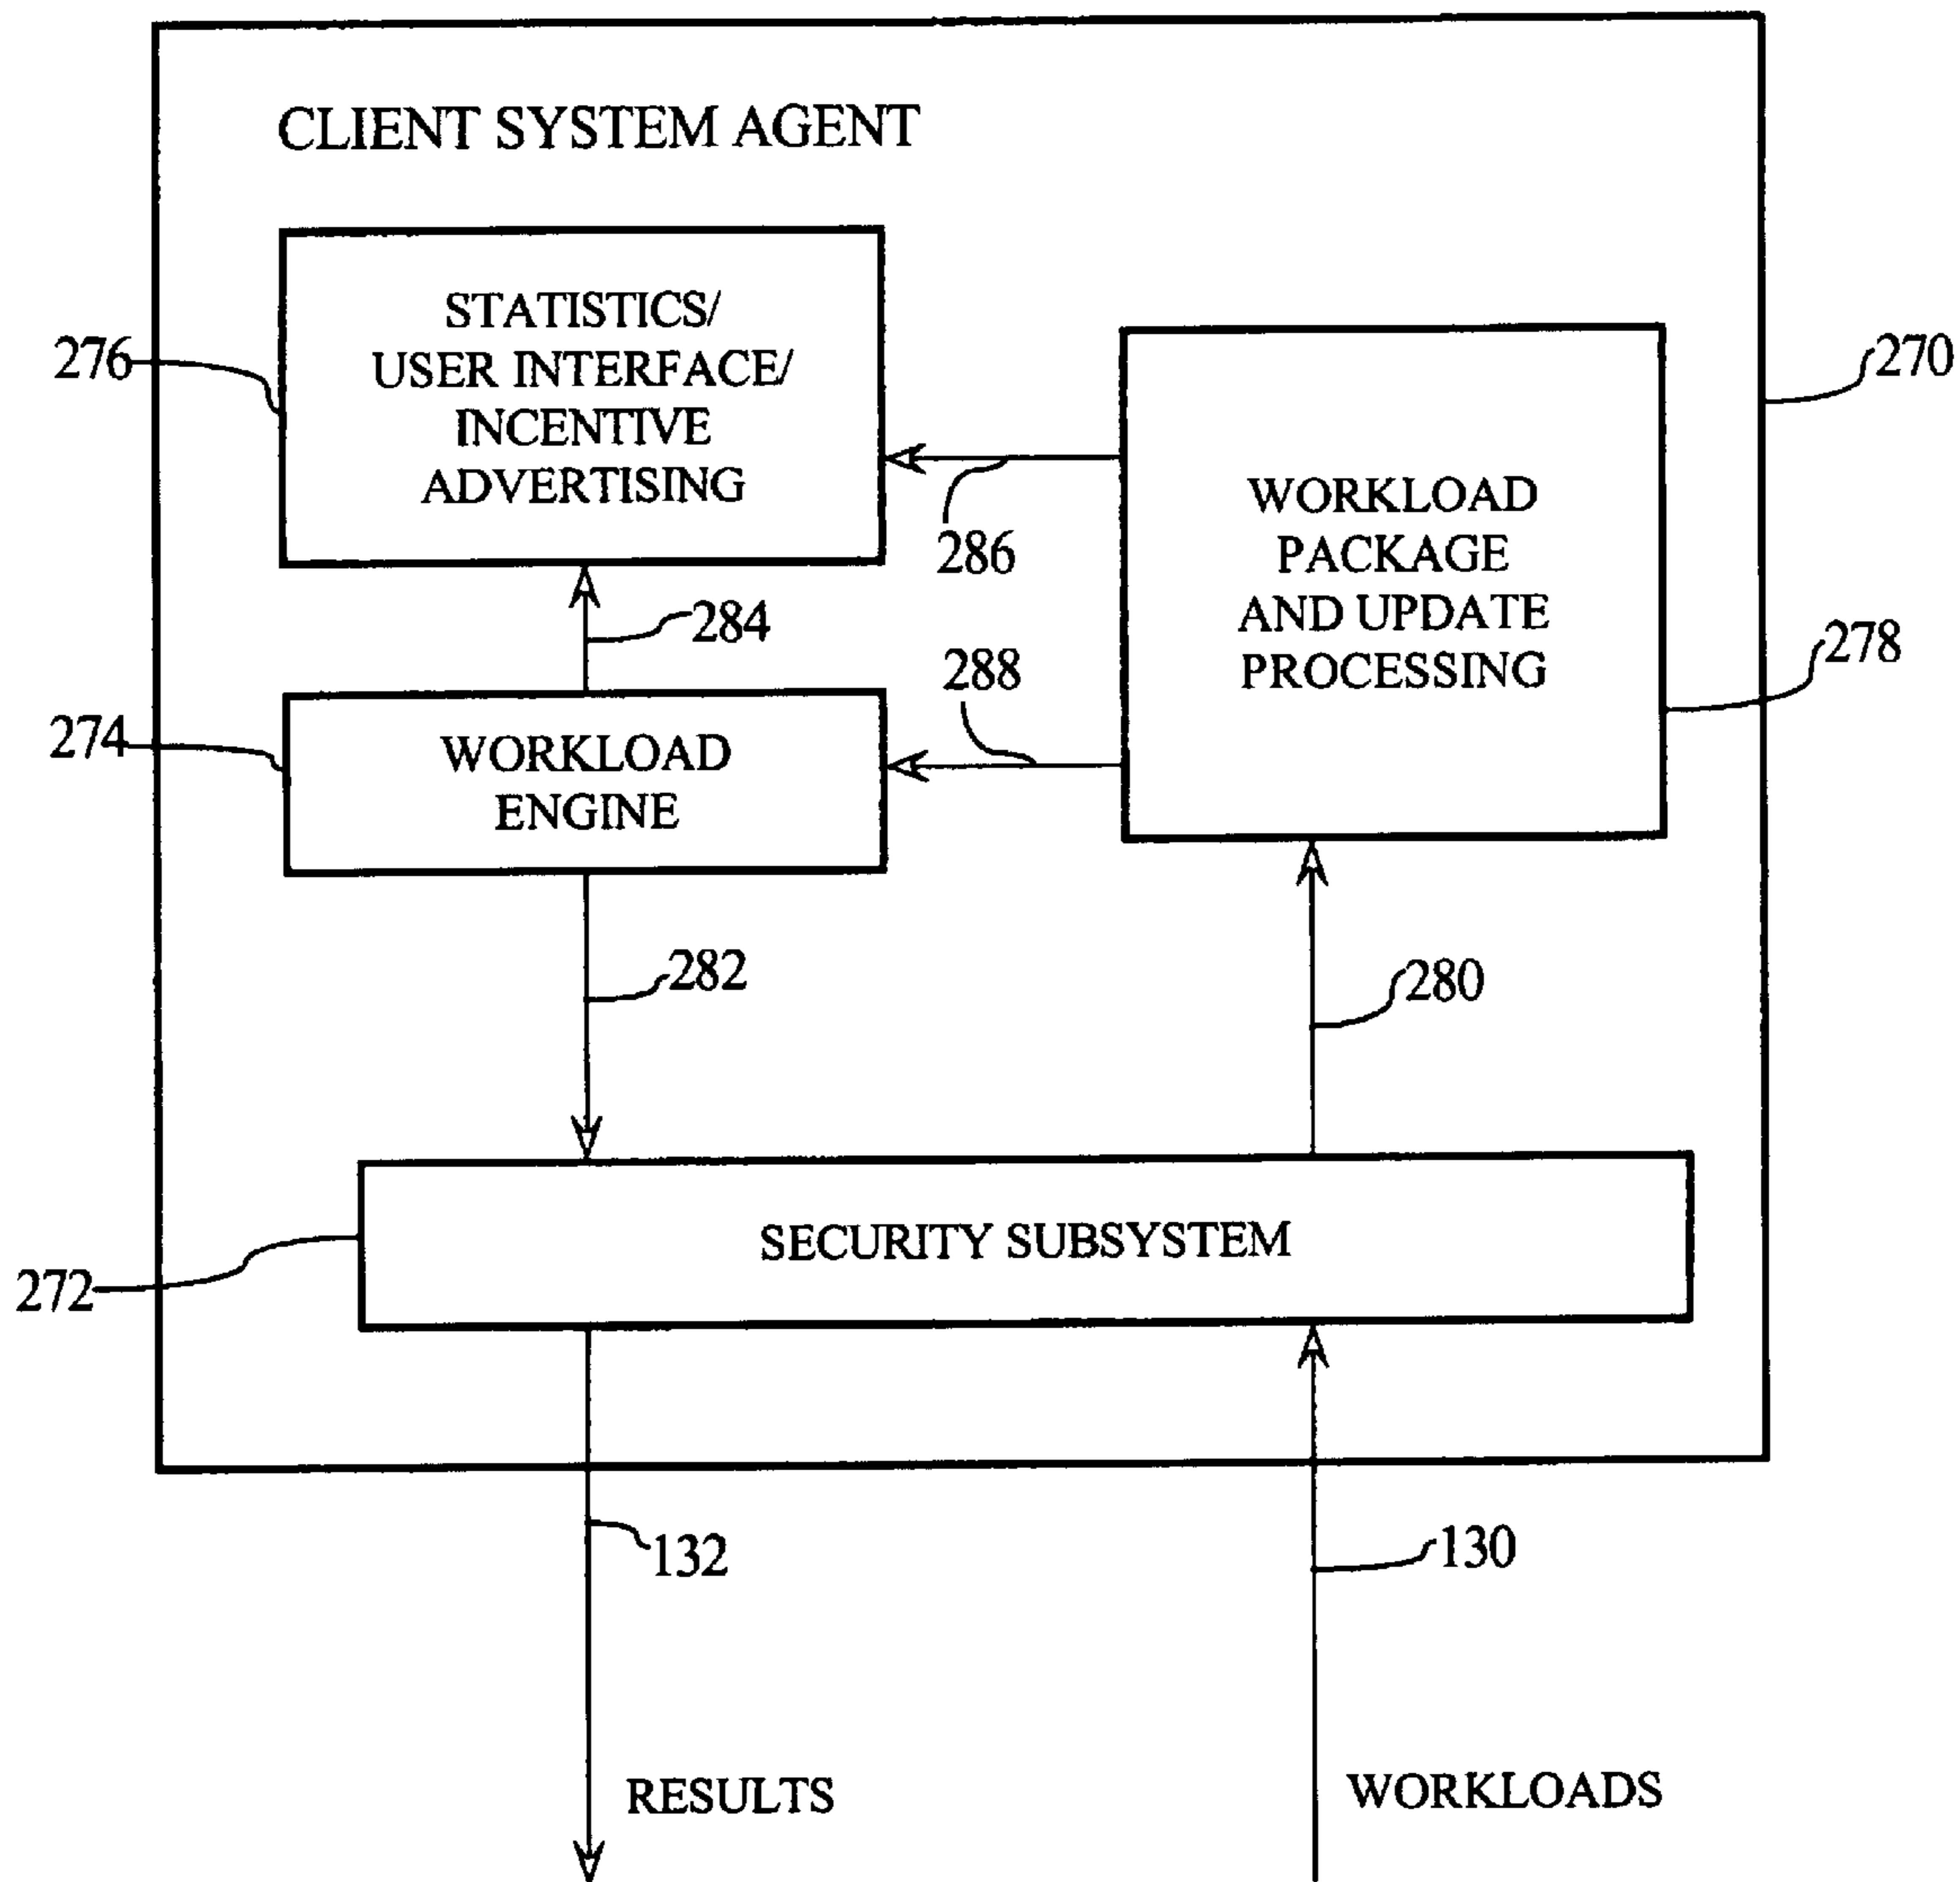 CLIENT SYSTEM AGENT
STATISTICS/
USER INTERFACE/
INCENTIVE
ADVERTISING
276
270
WORKLOAD
PACKAGE
AND UPDATE
PROCESSING
286
284
278
288
274
WORKLOAD
ENGINE
282
280
SECURITY SUBSYSTEM
272
132
130
RESULTS
WORKLOADS